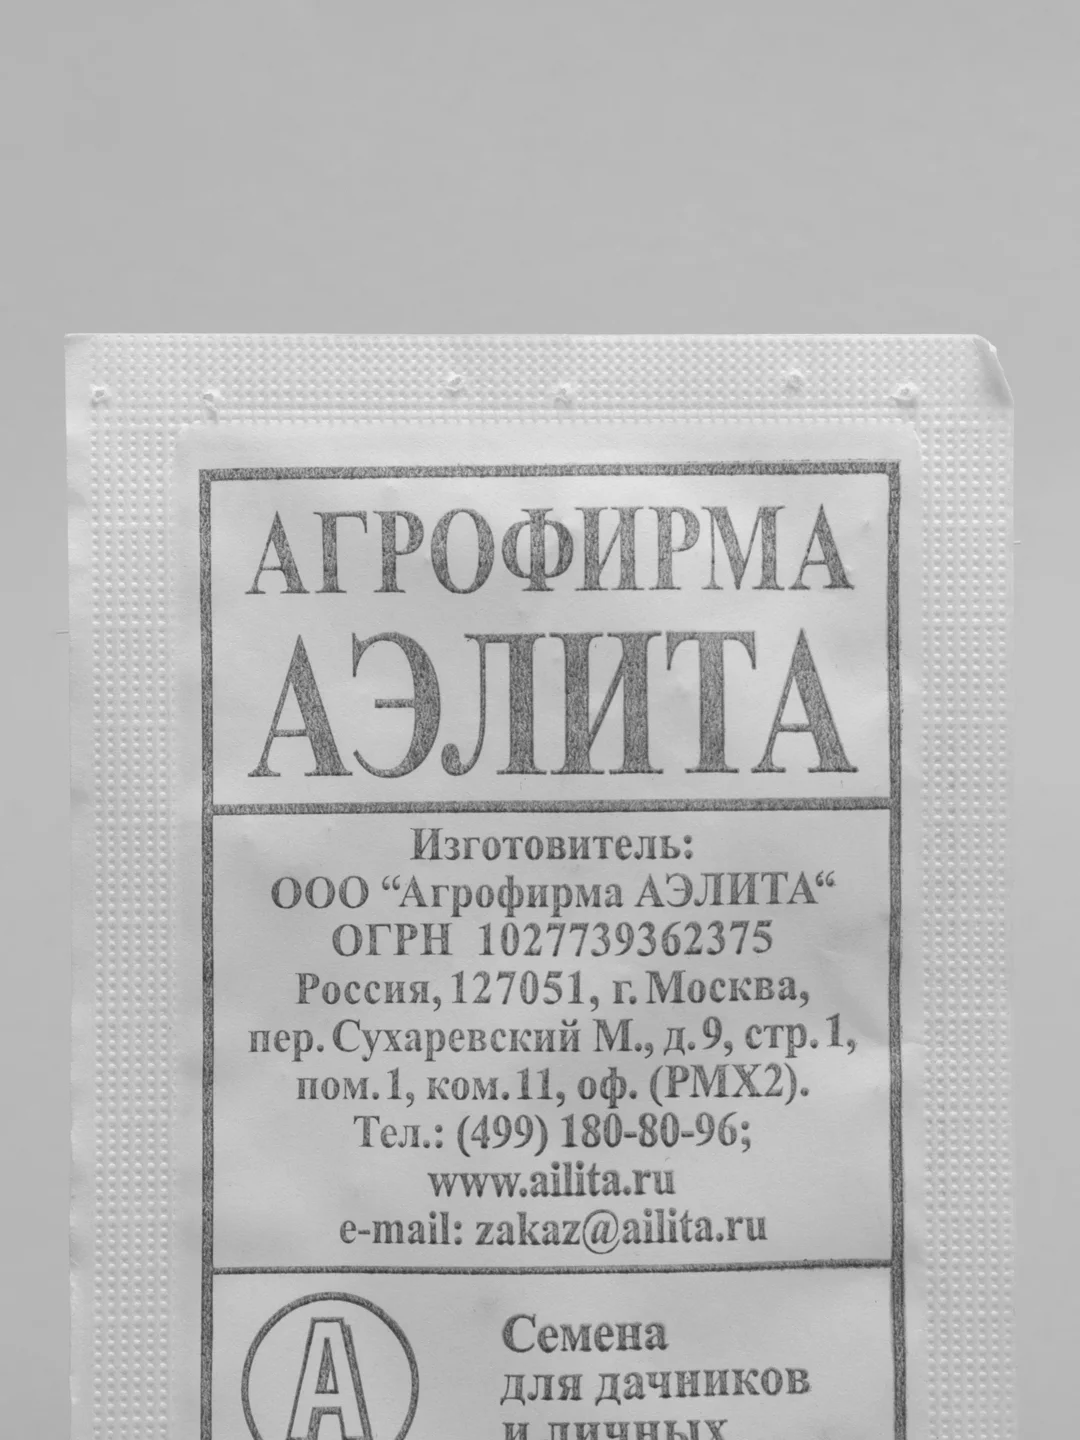 АГРОФИРМА
АЭЛИТА
Изготовитель:
ООО “Агрофирма АЭЛИТА“
ОГРН 1027739362375
Россия, 127051, г. Москва,
пер. Сухаревский М., д. 9, стр. 1,
пом. 1, ком. 11, оф. (РМХ2).
Тел.: (499) 180-80-96;
www.ailita.ru
e-mail: zakaz@ailita.ru
А
Семена
для дачников
и личных